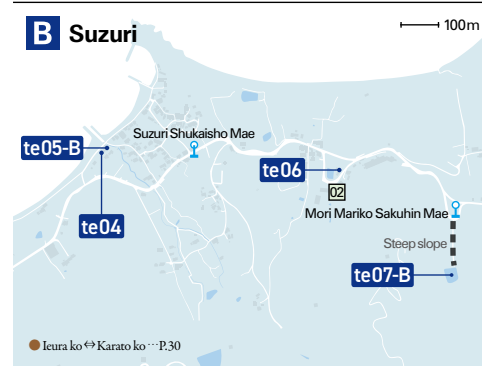 B Suzuri
100m
Suzuri Shukaisho Mae
te05-B
te06
02
te04
Mori Mariko Sakuhin Mae
Steep slope
te07-B
Ieura ko ↔ Karato ko ··· P.30